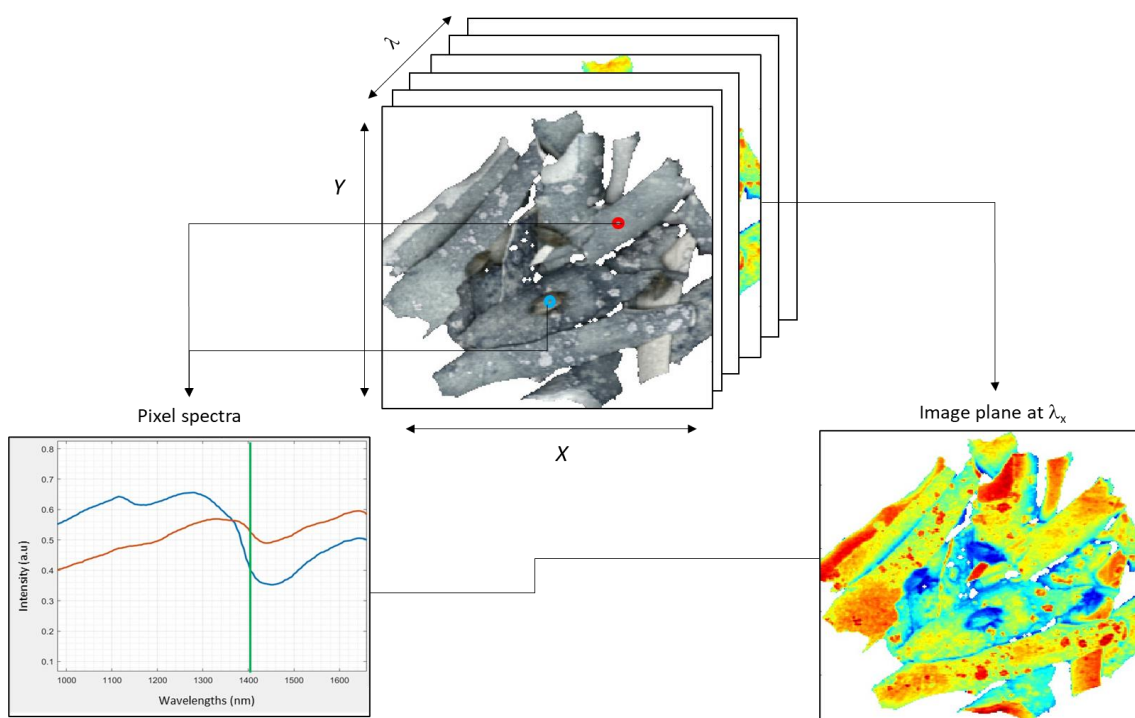 λ
Y
X
Pixel spectra
Image plane at λx
0.8
0.7
0.6
0.5
0.4
0.3
0.2
0.1
Intensity (a.u)
1000 1100 1200 1300 1400 1500 1600
Wavelengths (nm)